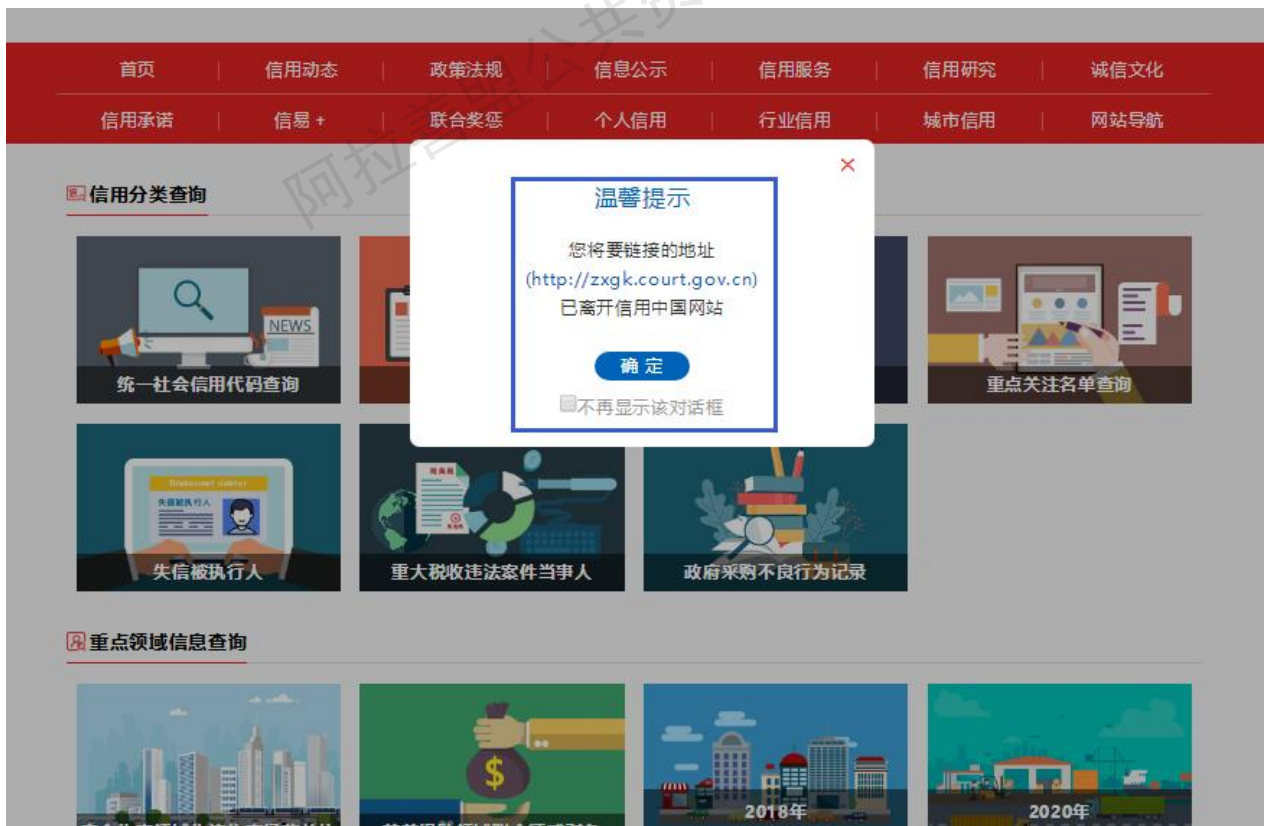 首页 信用动态 政策法规 信息公示 信用服务 信用研究 诚信文化
信用承诺 信易 + 联合奖惩 个人信用 行业信用 城市信用 网站导航
阿拉善盟公共资
信用分类查询
温馨提示
您将要链接的地址
(http://zxgk.court.gov.cn)
已离开信用中国网站
确 定
不再显示该对话框
NEWS
统一社会信用代码查询
重点关注名单查询
失信被执行人
失信被执行人
重大税收违法案件当事人
政府采购不良行为记录
重点领域信息查询
$
2018年
2020年